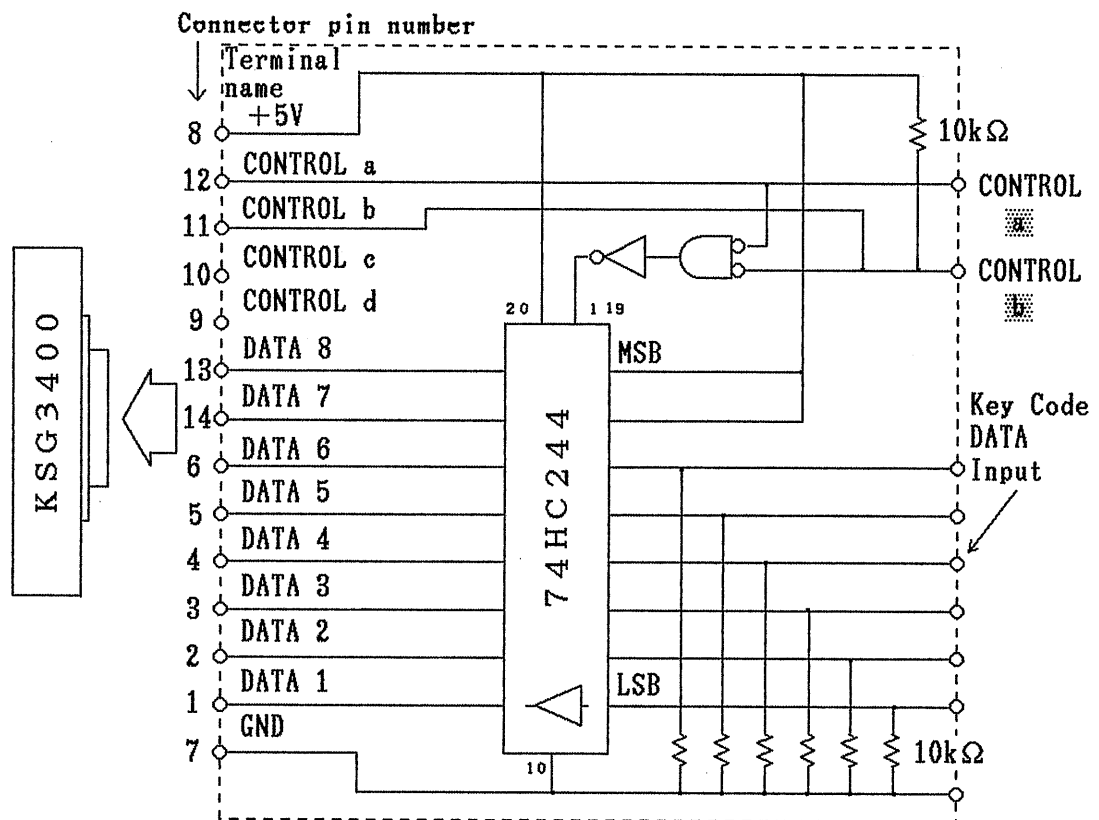 Connector pin number
Terminal
name
8 +5V
10kΩ
12 CONTROL a
CONTROL
a
11 CONTROL b
10 CONTROL c
CONTROL
b
9 CONTROL d
20 1 19
13 DATA 8
MSB
14 DATA 7
Key Code
DATA
Input
6 DATA 6
5 DATA 5
4 DATA 4
3 DATA 3
2 DATA 2
1 DATA 1
LSB
7 GND
10
10kΩ
KSG3400
74HC244